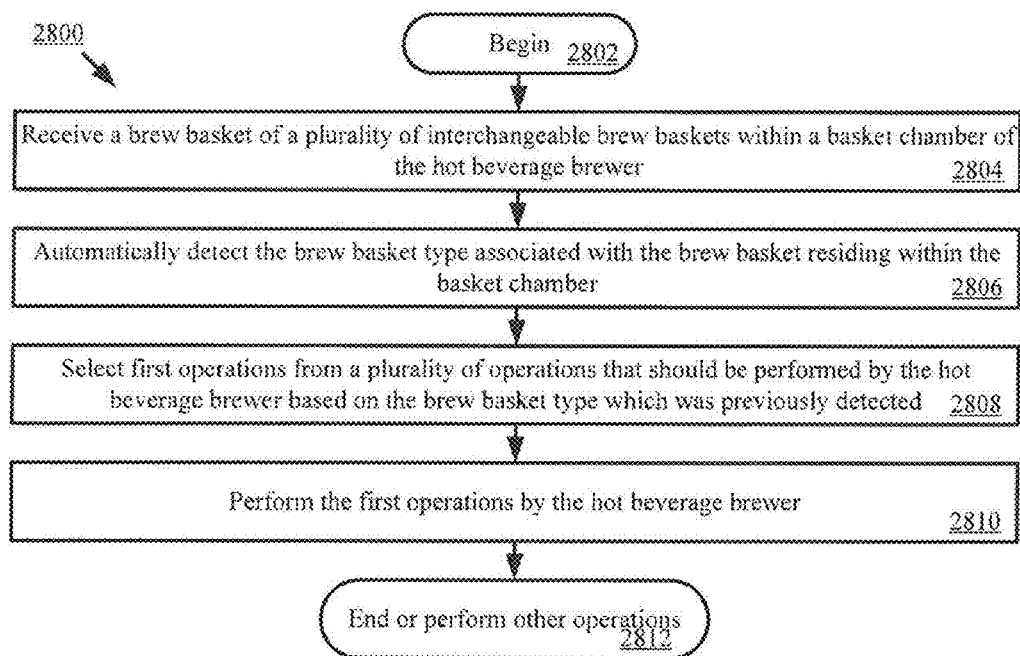 2800
Begin
2802
Receive a brew basket of a plurality of interchangeable brew baskets within a basket chamber of
the hot beverage brewer
2804
Automatically detect the brew basket type associated with the brew basket residing within the
basket chamber
2806
Select first operations from a plurality of operations that should be performed by the hot
beverage brewer based on the brew basket type which was previously detected
2808
Perform the first operations by the hot beverage brewer
2810
End or perform other operations
2812